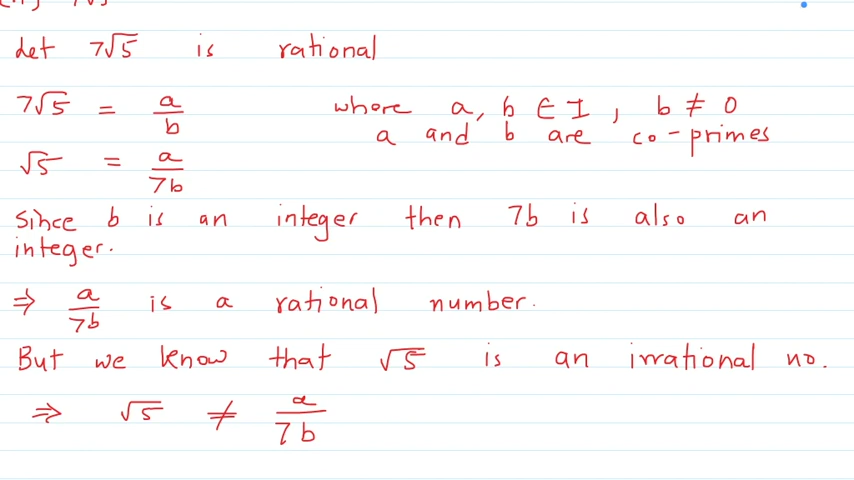 Let 7√5 is rational
7√5 = a/b where a, b ∈ I, b ≠ 0
a and b are co-primes
√5 = a/7b
Since b is an integer then 7b is also an
integer.
⇒ a/7b is a rational number.
But we know that √5 is an irrational no.
⇒ √5 ≠ a/7b